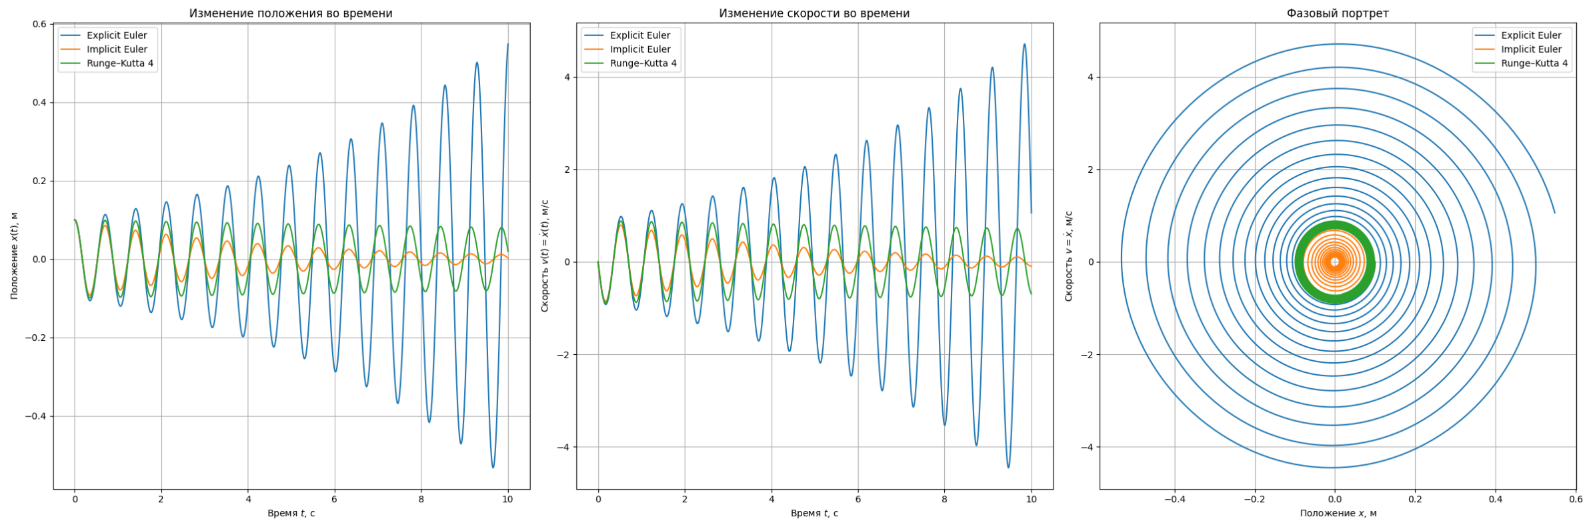 Изменение положения во времени
Explicit Euler
Implicit Euler
Runge–Kutta 4
0.6
0.4
0.2
0.0
−0.2
−0.4
Положение x(t), м
0
2
4
6
8
10
Время t, с
Изменение скорости во времени
Explicit Euler
Implicit Euler
Runge–Kutta 4
4
2
0
−2
−4
Скорость v(t) = ẋ(t), м/с
0
2
4
6
8
10
Время t, с
Фазовый портрет
Explicit Euler
Implicit Euler
Runge–Kutta 4
4
2
0
−2
−4
Скорость v = ẋ, м/с
−0.4
−0.2
0.0
0.2
0.4
0.6
Положение x, м